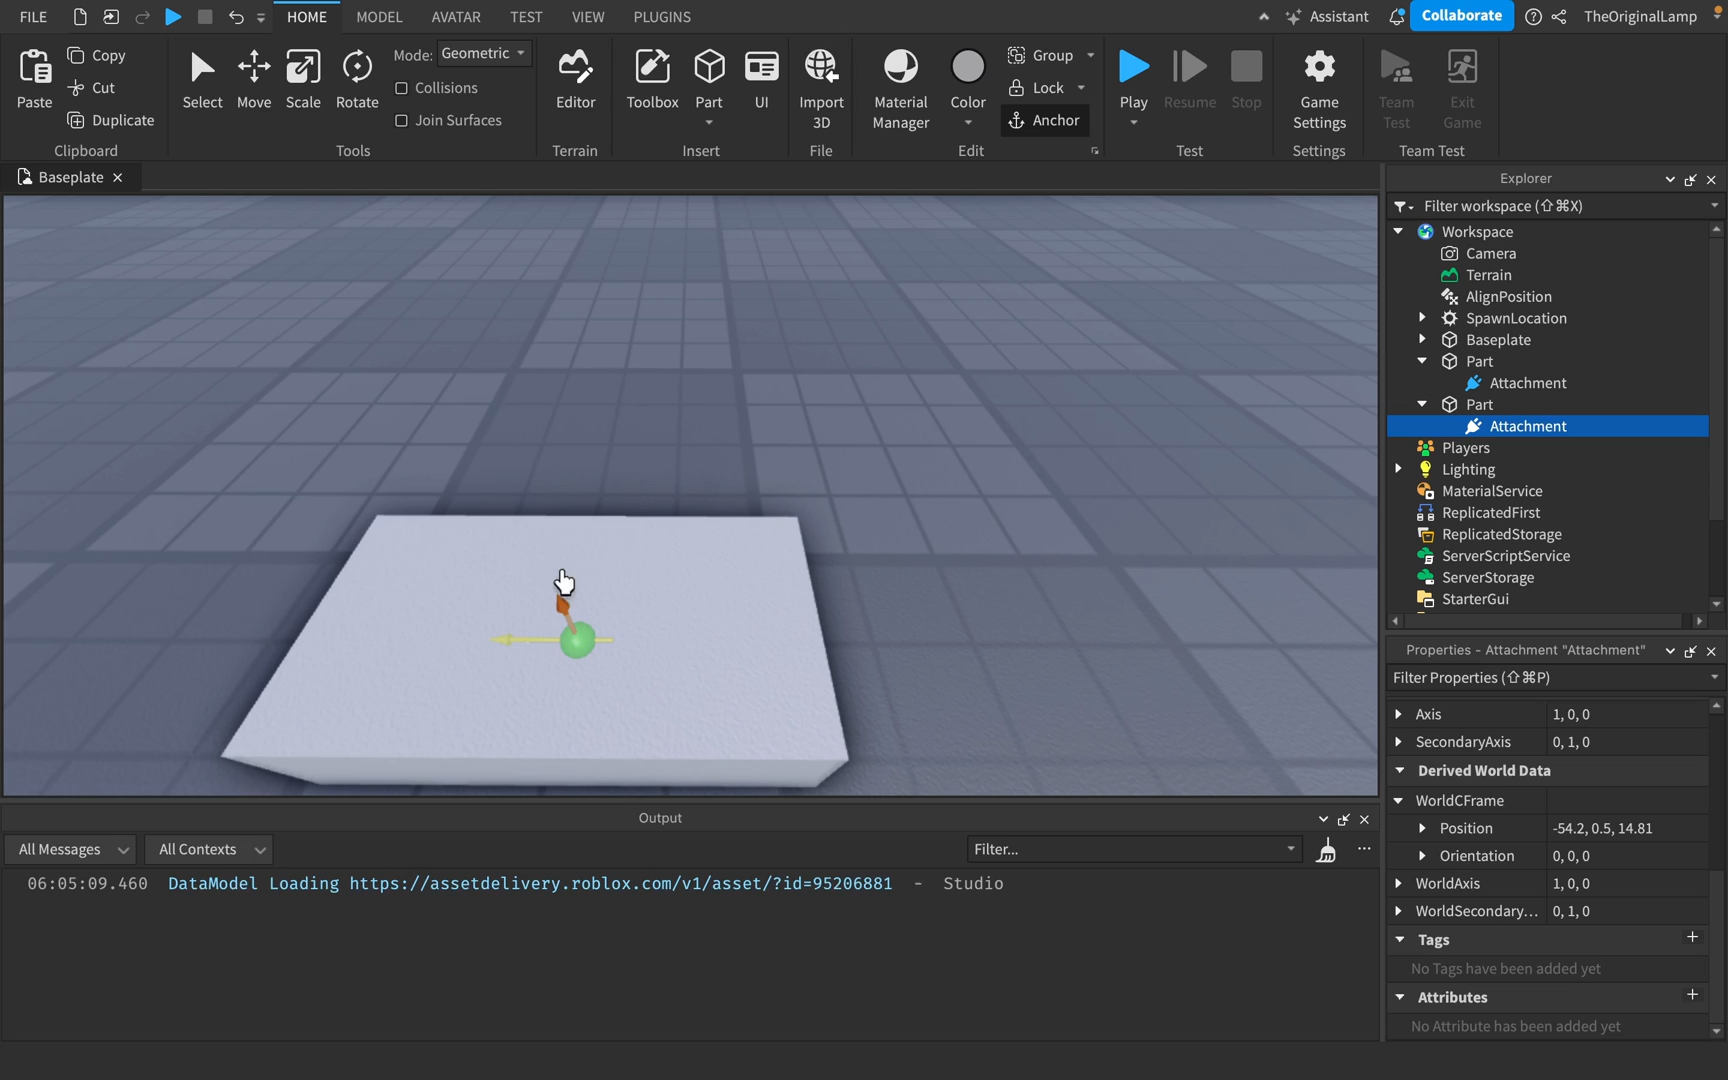 FILE
HOME
MODEL
AVATAR
TEST
VIEW
PLUGINS
Assistant
Collaborate
TheOriginalLamp
Paste
Copy
Cut
Duplicate
Clipboard
Select
Move
Scale
Rotate
Mode: Geometric
Collisions
Join Surfaces
Tools
Editor
Terrain
Toolbox
Part
UI
Insert
Import
3D
File
Material
Manager
Color
Group
Lock
Anchor
Edit
Play
Resume
Stop
Test
Game
Settings
Settings
Team
Test
Exit
Game
Team Test
Baseplate
Explorer
Filter workspace (⇧⌘X)
Workspace
Camera
Terrain
AlignPosition
SpawnLocation
Baseplate
Part
Attachment
Part
Attachment
Players
Lighting
MaterialService
ReplicatedFirst
ReplicatedStorage
ServerScriptService
ServerStorage
StarterGui
Properties - Attachment "Attachment"
Filter Properties (⇧⌘P)
Axis 1, 0, 0
SecondaryAxis 0, 1, 0
Derived World Data
WorldCFrame
Position -54.2, 0.5, 14.81
Orientation 0, 0, 0
WorldAxis 1, 0, 0
WorldSecondary... 0, 1, 0
Tags
No Tags have been added yet
Attributes
No Attribute has been added yet
Output
All Messages
All Contexts
Filter...
06:05:09.460 DataModel Loading https://assetdelivery.roblox.com/v1/asset/?id=95206881 - Studio